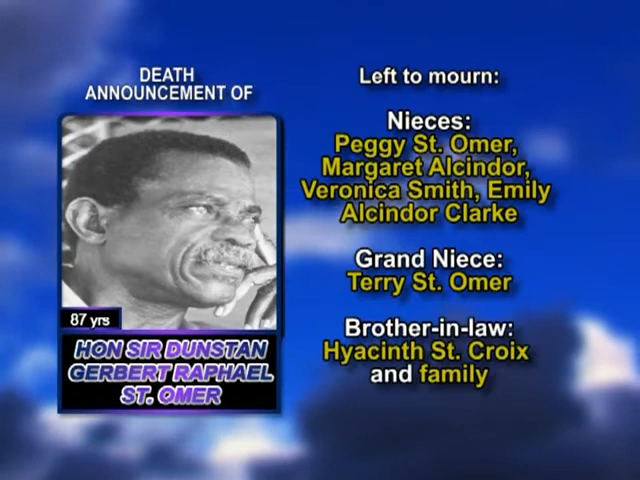 DEATH
ANNOUNCEMENT OF
87 yrs
HON SIR DUNSTAN
GERBERT RAPHAEL
ST. OMER
Left to mourn:
Nieces:
Peggy St. Omer,
Margaret Alcindor,
Veronica Smith, Emily
Alcindor Clarke
Grand Niece:
Terry St. Omer
Brother-in-law:
Hyacinth St. Croix
and family